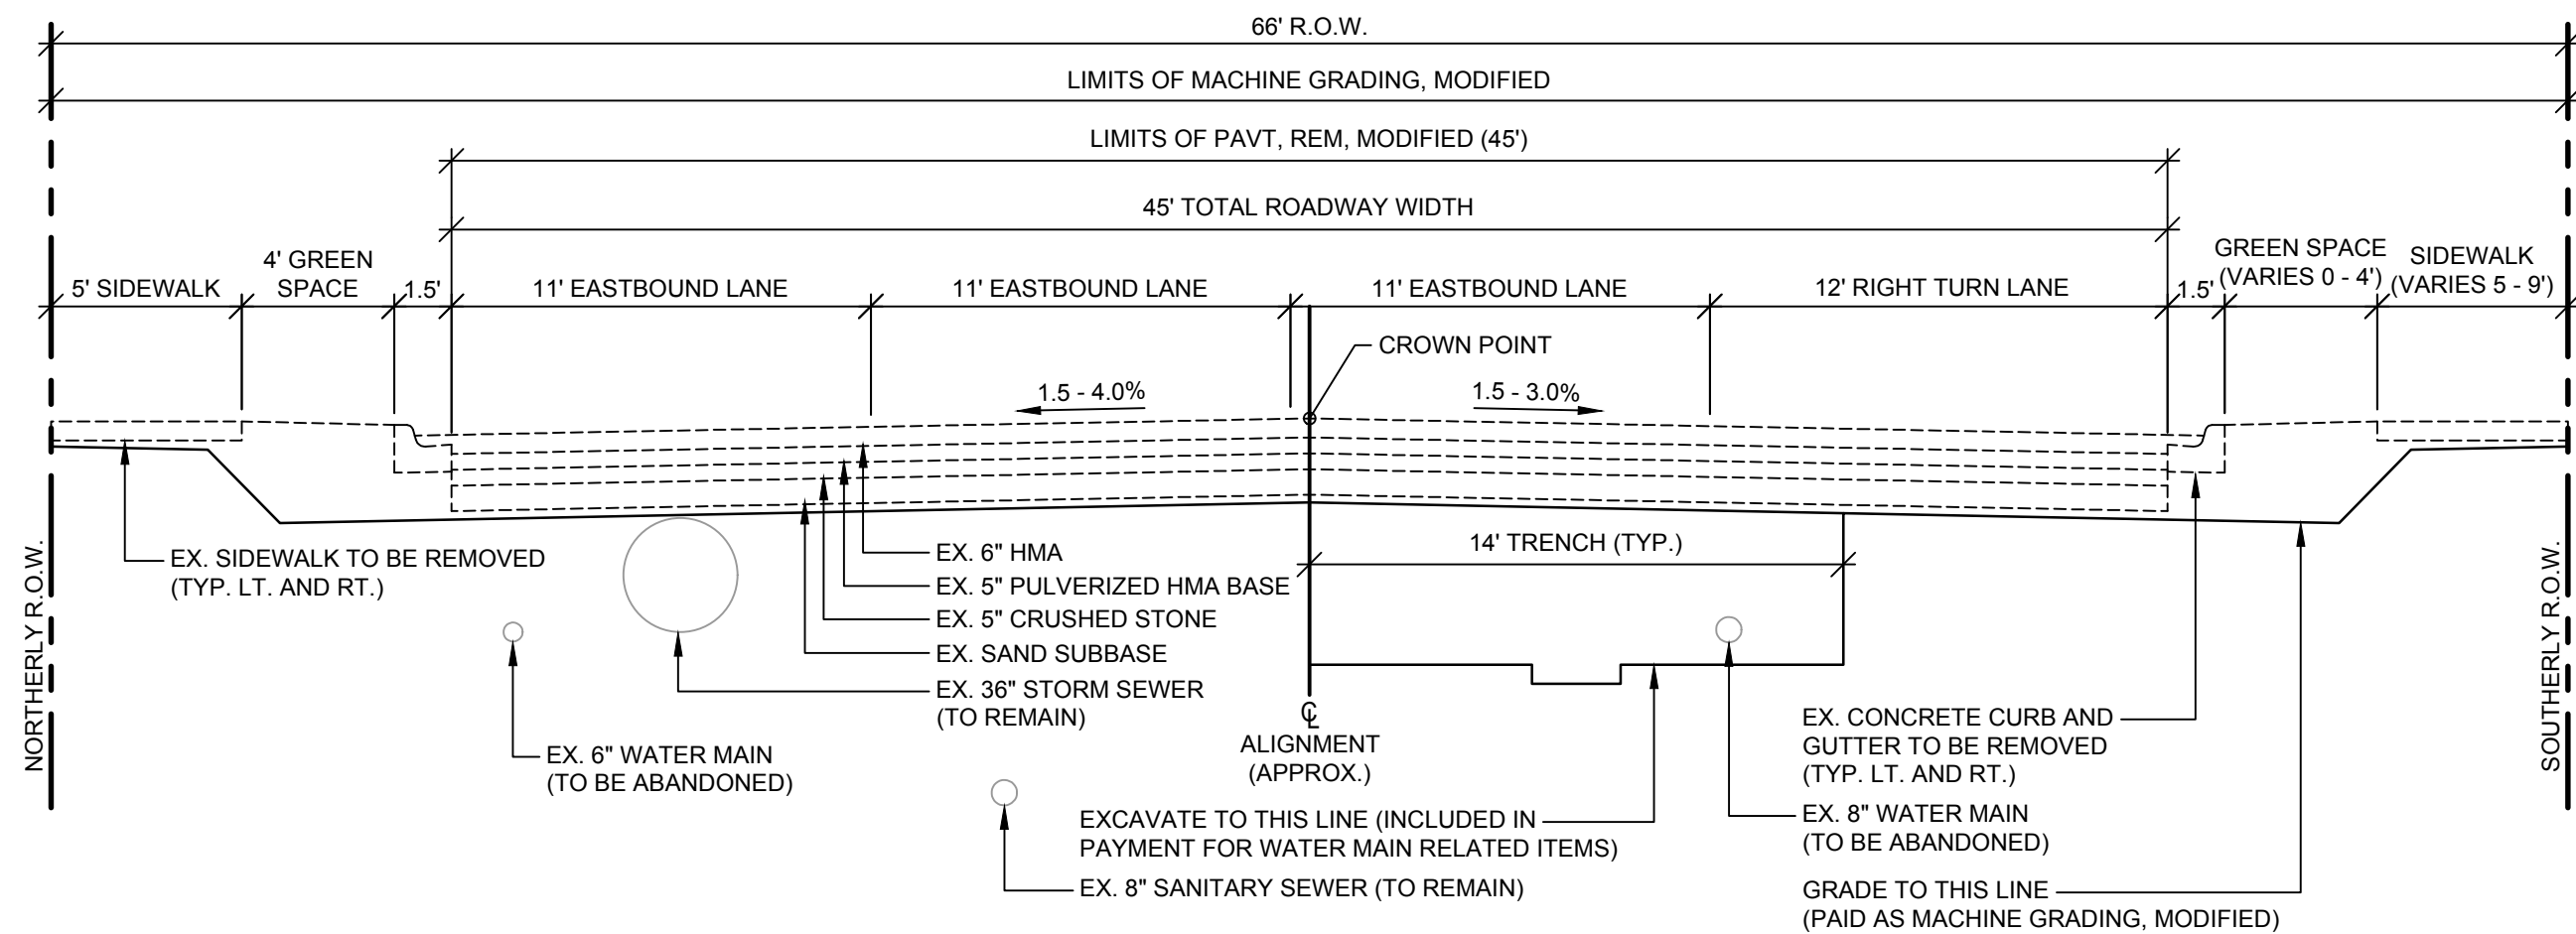 66' R.O.W.
LIMITS OF MACHINE GRADING, MODIFIED
LIMITS OF PAVT, REM, MODIFIED (45')
45' TOTAL ROADWAY WIDTH
5' SIDEWALK
4' GREEN
SPACE
1.5'
11' EASTBOUND LANE
11' EASTBOUND LANE
11' EASTBOUND LANE
12' RIGHT TURN LANE
1.5'
GREEN SPACE
(VARIES 0 - 4')
SIDEWALK
(VARIES 5 - 9')
CROWN POINT
1.5 - 4.0%
1.5 - 3.0%
NORTHERLY R.O.W.
EX. SIDEWALK TO BE REMOVED
(TYP. LT. AND RT.)
EX. 6" HMA
EX. 5" PULVERIZED HMA BASE
EX. 5" CRUSHED STONE
EX. SAND SUBBASE
EX. 36" STORM SEWER
(TO REMAIN)
14' TRENCH (TYP.)
SOUTHERLY R.O.W.
EX. 6" WATER MAIN
(TO BE ABANDONED)
CL
ALIGNMENT
(APPROX.)
EX. CONCRETE CURB AND
GUTTER TO BE REMOVED
(TYP. LT. AND RT.)
EXCAVATE TO THIS LINE (INCLUDED IN
PAYMENT FOR WATER MAIN RELATED ITEMS)
EX. 8" WATER MAIN
(TO BE ABANDONED)
EX. 8" SANITARY SEWER (TO REMAIN)
GRADE TO THIS LINE
(PAID AS MACHINE GRADING, MODIFIED)